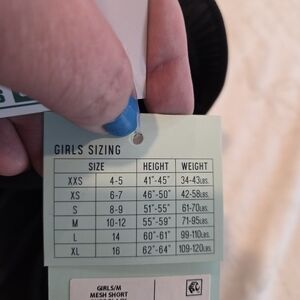 GIRLS SIZING
SIZE HEIGHT WEIGHT
XXS 4-5 41"-45" 34-43LBS.
XS 6-7 46"-50" 42-58LBS.
S 8-9 51"-55" 61-70LBS.
M 10-12 55"-59" 71-95LBS.
L 14 60"-61" 99-110LBS.
XL 16 62"-64" 109-120LBS.
GIRLS/M
MESH SHORT